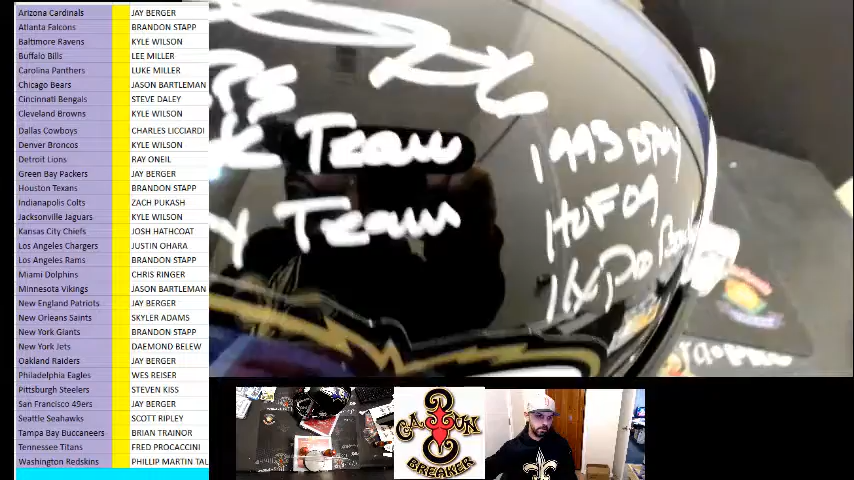 Arizona Cardinals JAY BERGER
Atlanta Falcons BRANDON STAPP
Baltimore Ravens KYLE WILSON
Buffalo Bills LEE MILLER
Carolina Panthers LUKE MILLER
Chicago Bears JASON BARTLEMAN
Cincinnati Bengals STEVE DALEY
Cleveland Browns KYLE WILSON
Dallas Cowboys CHARLES LICCIARDI
Denver Broncos KYLE WILSON
Detroit Lions RAY ONEIL
Green Bay Packers JAY BERGER
Houston Texans BRANDON STAPP
Indianapolis Colts ZACH PUKASH
Jacksonville Jaguars KYLE WILSON
Kansas City Chiefs JOSH HATHCOAT
Los Angeles Chargers JUSTIN OHARA
Los Angeles Rams BRANDON STAPP
Miami Dolphins CHRIS RINGER
Minnesota Vikings JASON BARTLEMAN
New England Patriots JAY BERGER
New Orleans Saints SKYLER ADAMS
New York Giants BRANDON STAPP
New York Jets DAEMOND BELEW
Oakland Raiders JAY BERGER
Philadelphia Eagles WES REISER
Pittsburgh Steelers STEVEN KISS
San Francisco 49ers JAY BERGER
Seattle Seahawks SCOTT RIPLEY
Tampa Bay Buccaneers BRIAN TRAINOR
Tennessee Titans FRED PROCACCINI
Washington Redskins PHILLIP MARTIN TAL
Team
Team
1993 DPOY
HOF 09
CAJUN
BREAKER